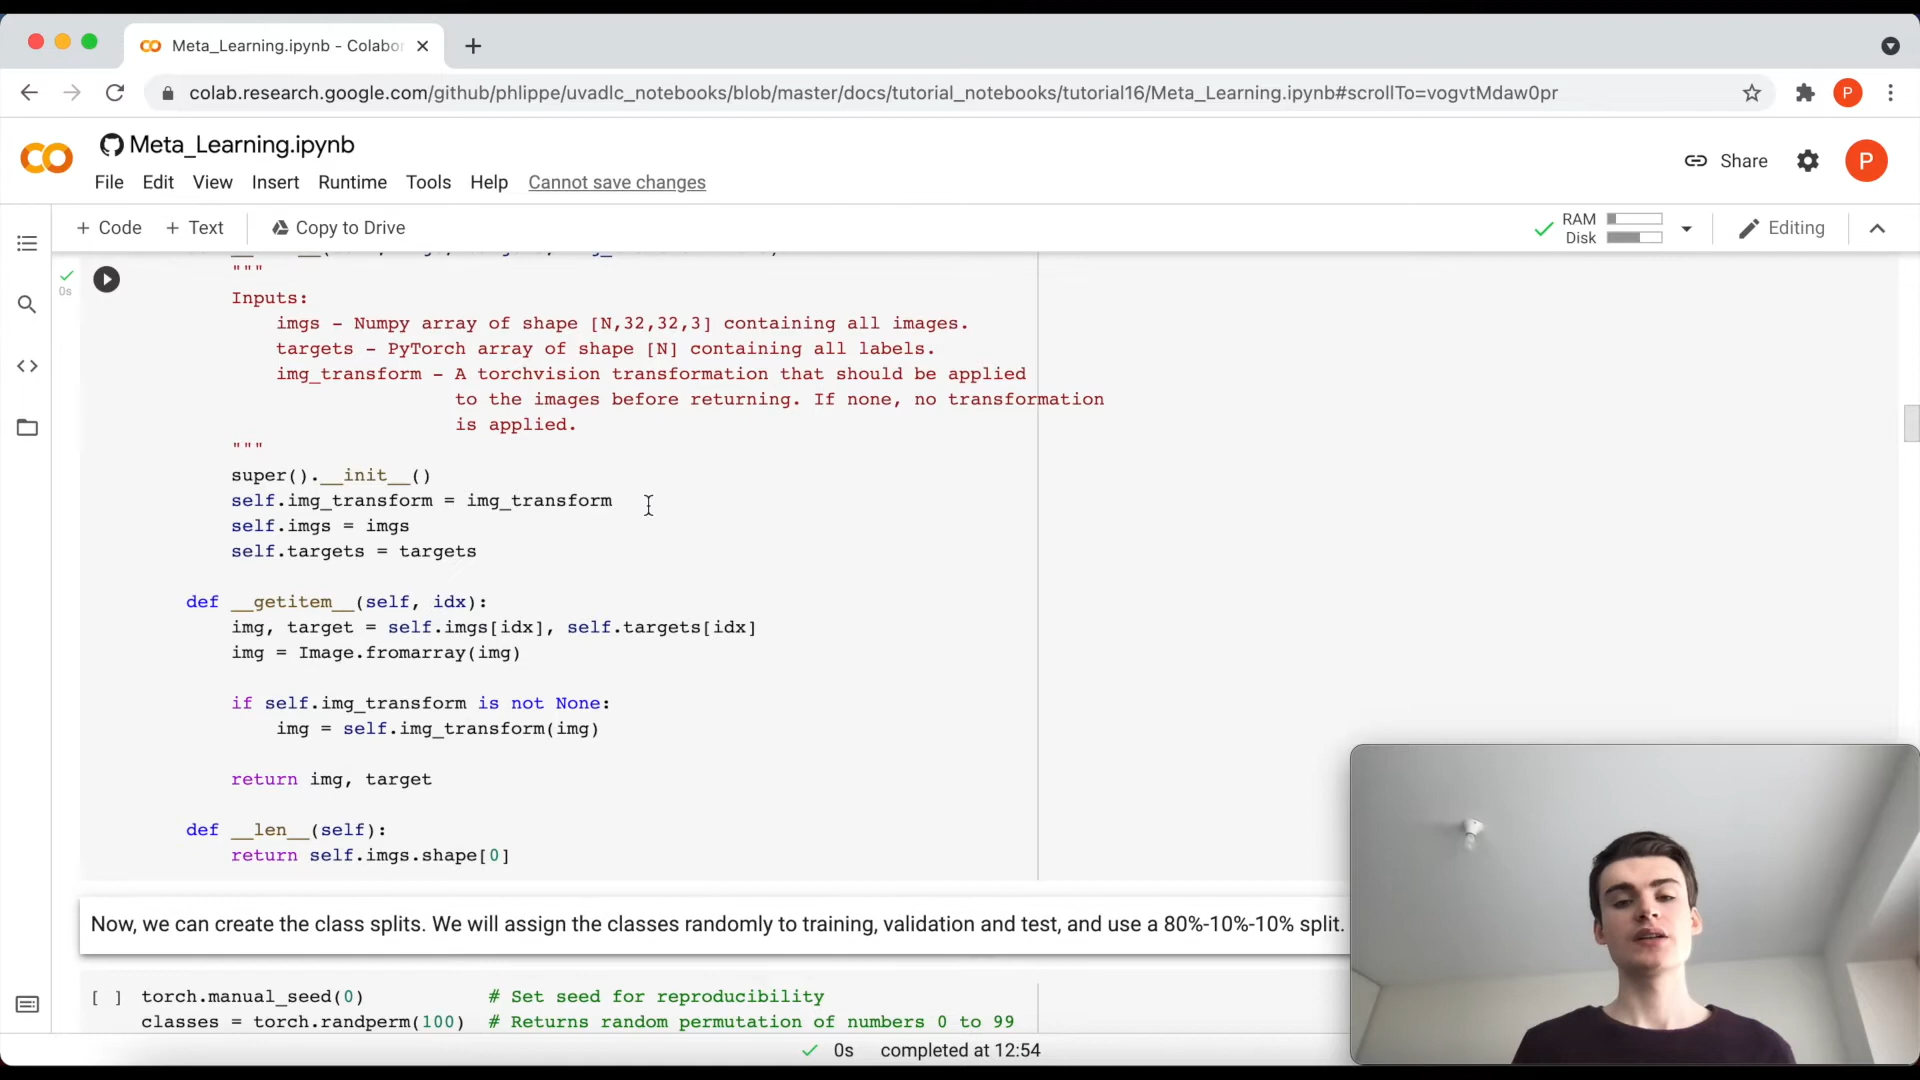 Meta_Learning.ipynb - Colabor
colab.research.google.com/github/phlippe/uvadlc_notebooks/blob/master/docs/tutorial_notebooks/tutorial16/Meta_Learning.ipynb#scrollTo=vogvtMdaw0pr
P
Meta_Learning.ipynb
Share
P
File Edit View Insert Runtime Tools Help Cannot save changes
+ Code + Text Copy to Drive
RAM
Disk
Editing
0s
"""
Inputs:
imgs - Numpy array of shape [N,32,32,3] containing all images.
targets - PyTorch array of shape [N] containing all labels.
img_transform - A torchvision transformation that should be applied
to the images before returning. If none, no transformation
is applied.
"""
super().__init__()
self.img_transform = img_transform
self.imgs = imgs
self.targets = targets
def __getitem__(self, idx):
img, target = self.imgs[idx], self.targets[idx]
img = Image.fromarray(img)
if self.img_transform is not None:
img = self.img_transform(img)
return img, target
def __len__(self):
return self.imgs.shape[0]
Now, we can create the class splits. We will assign the classes randomly to training, validation and test, and use a 80%-10%-10% split.
[ ] torch.manual_seed(0) # Set seed for reproducibility
classes = torch.randperm(100) # Returns random permutation of numbers 0 to 99
0s completed at 12:54